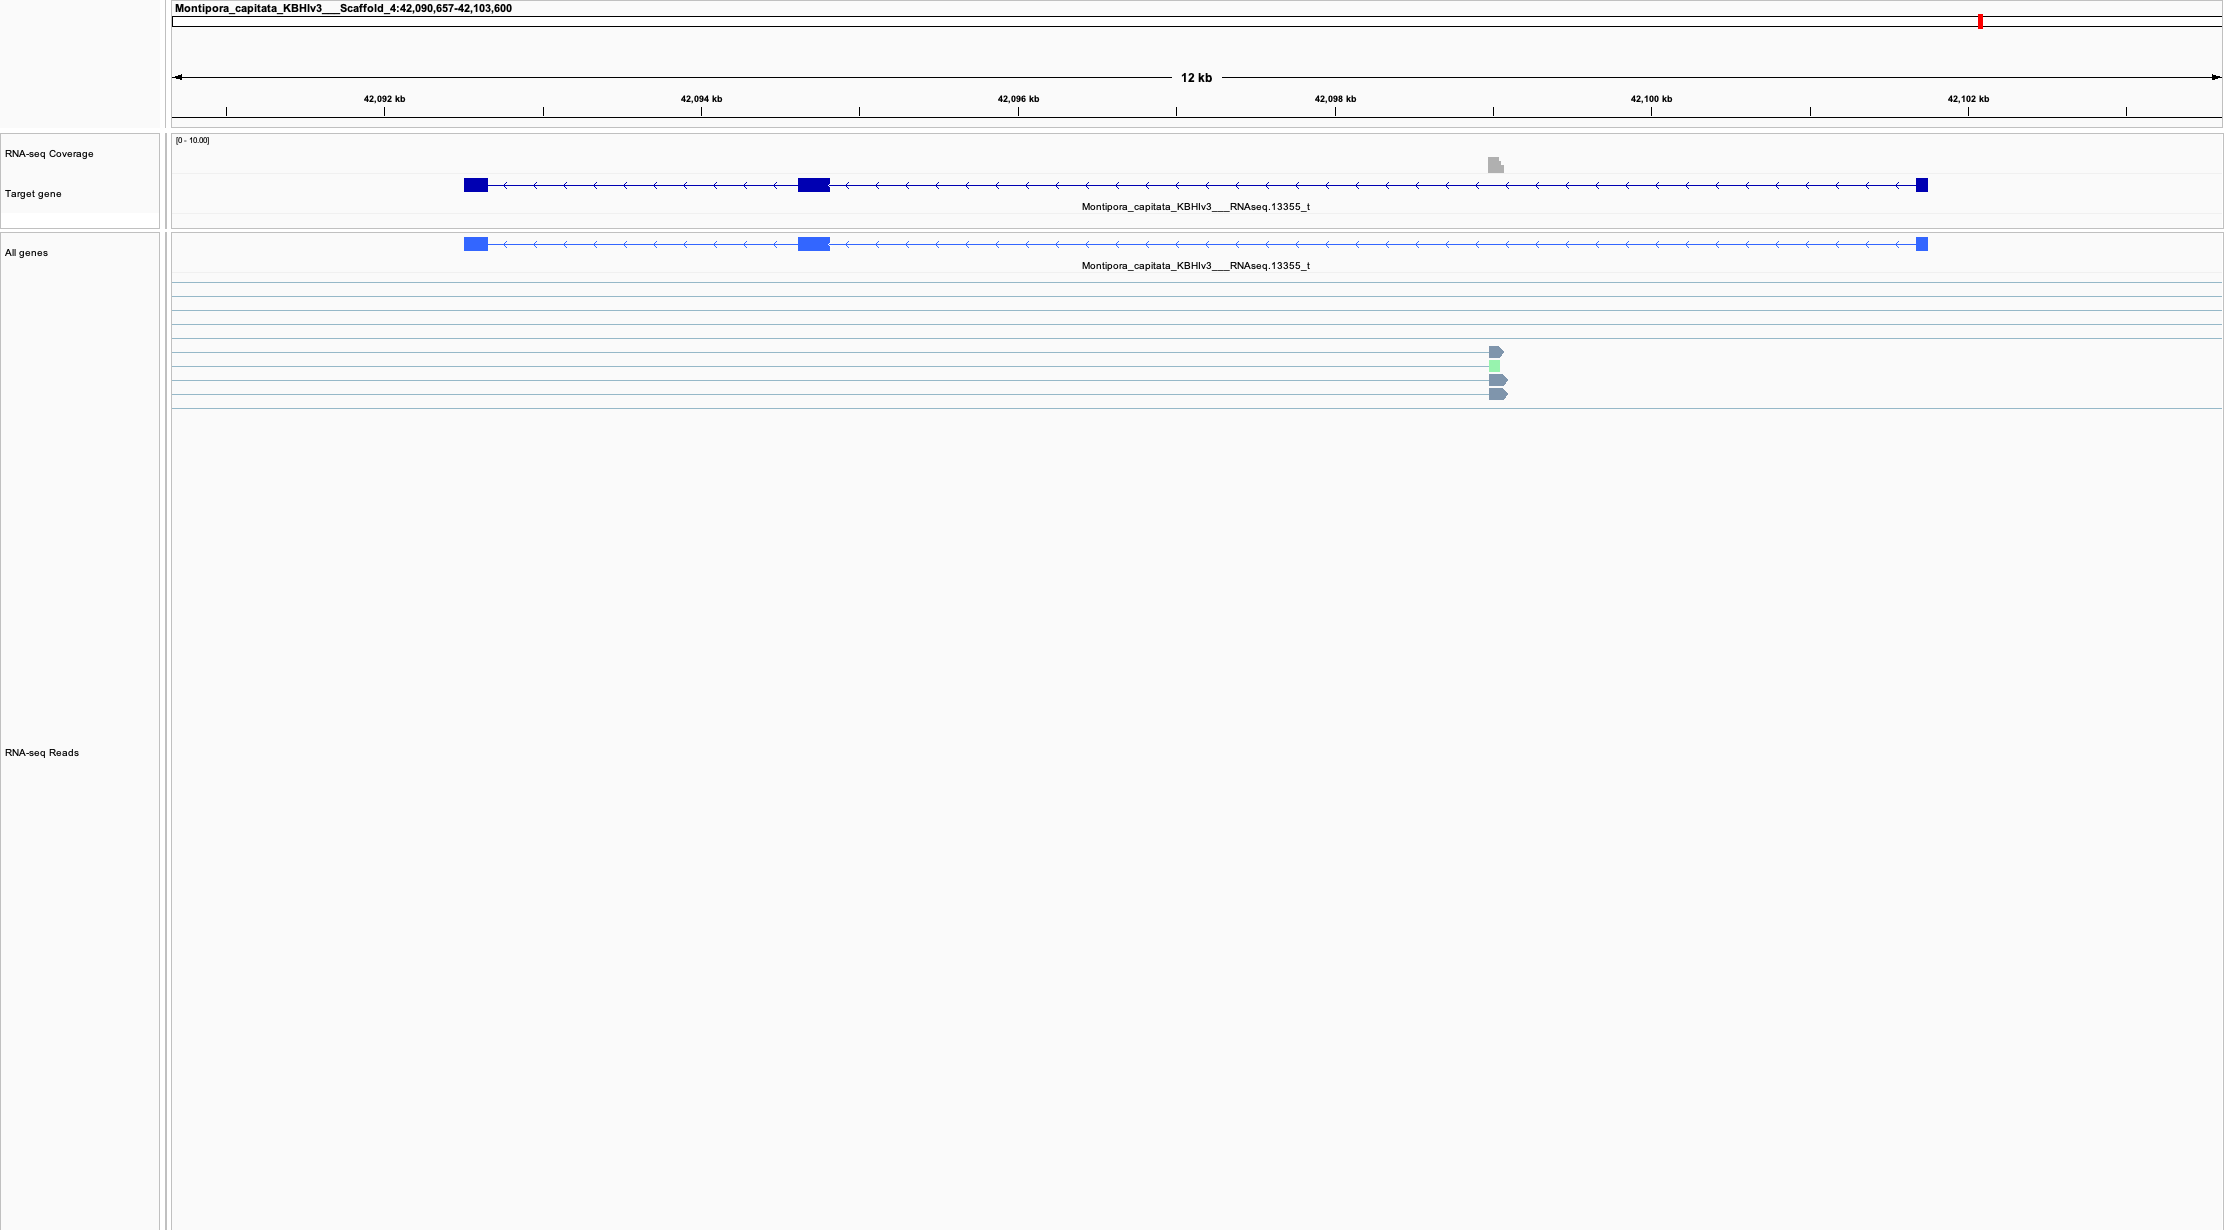 Montipora_capitata_KBHIv3___Scaffold_4:42,090,657-42,103,600
12 kb
42,092 kb 42,094 kb 42,096 kb 42,098 kb 42,100 kb 42,102 kb
[0 - 10.00]
RNA-seq Coverage
Target gene
Montipora_capitata_KBHIv3___RNAseq.13355_t
All genes
Montipora_capitata_KBHIv3___RNAseq.13355_t
RNA-seq Reads